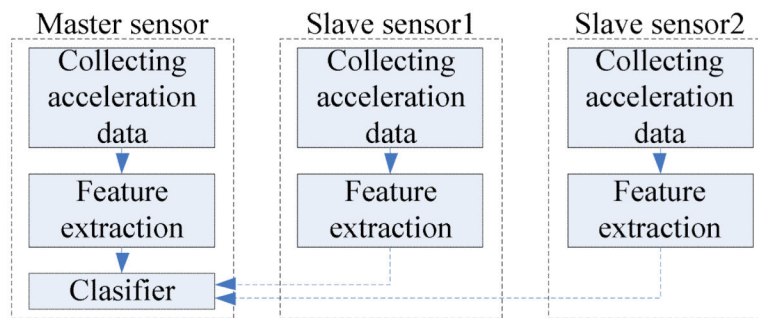 Master sensor
Collecting
acceleration
data
Feature
extraction
Clasifier
Slave sensor1
Collecting
acceleration
data
Feature
extraction
Slave sensor2
Collecting
acceleration
data
Feature
extraction